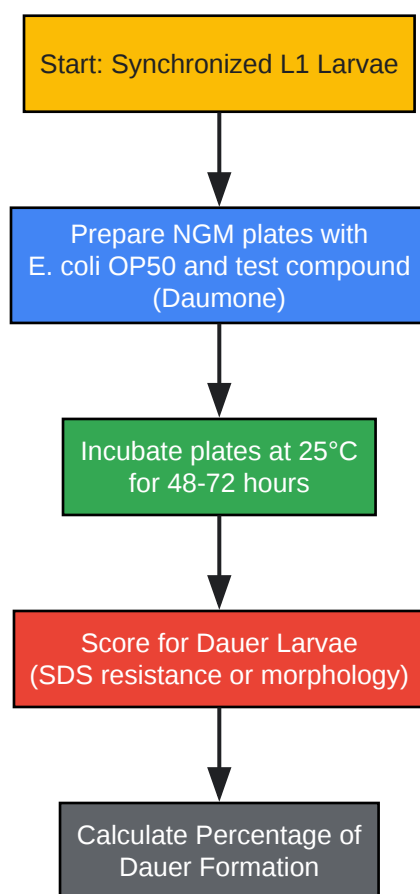 Start: Synchronized L1 Larvae
Prepare NGM plates with
E. coli OP50 and test compound
(Daumone)
Incubate plates at 25°C
for 48-72 hours
Score for Dauer Larvae
(SDS resistance or morphology)
Calculate Percentage of
Dauer Formation